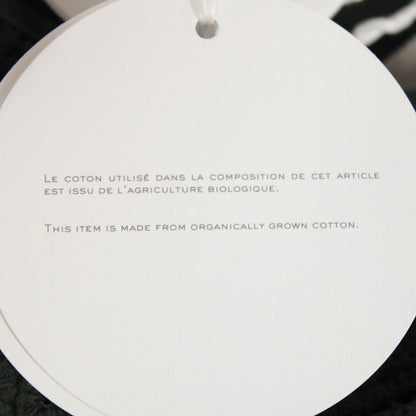 LE COTON UTILISÉ DANS LA COMPOSITION DE CET ARTICLE
EST ISSU DE L'AGRICULTURE BIOLOGIQUE.
THIS ITEM IS MADE FROM ORGANICALLY GROWN COTTON.